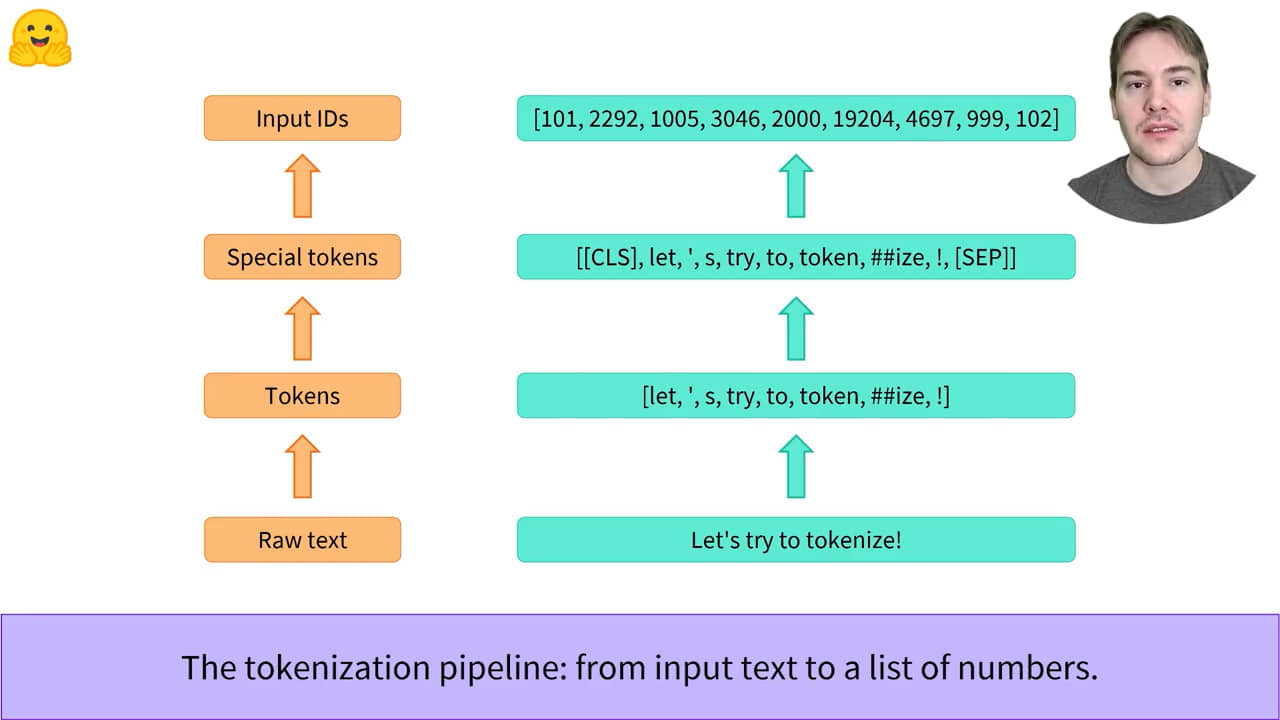 Input IDs
[101, 2292, 1005, 3046, 2000, 19204, 4697, 999, 102]
Special tokens
[[CLS], let, ', s, try, to, token, ##ize, !, [SEP]]
Tokens
[let, ', s, try, to, token, ##ize, !]
Raw text
Let's try to tokenize!
The tokenization pipeline: from input text to a list of numbers.